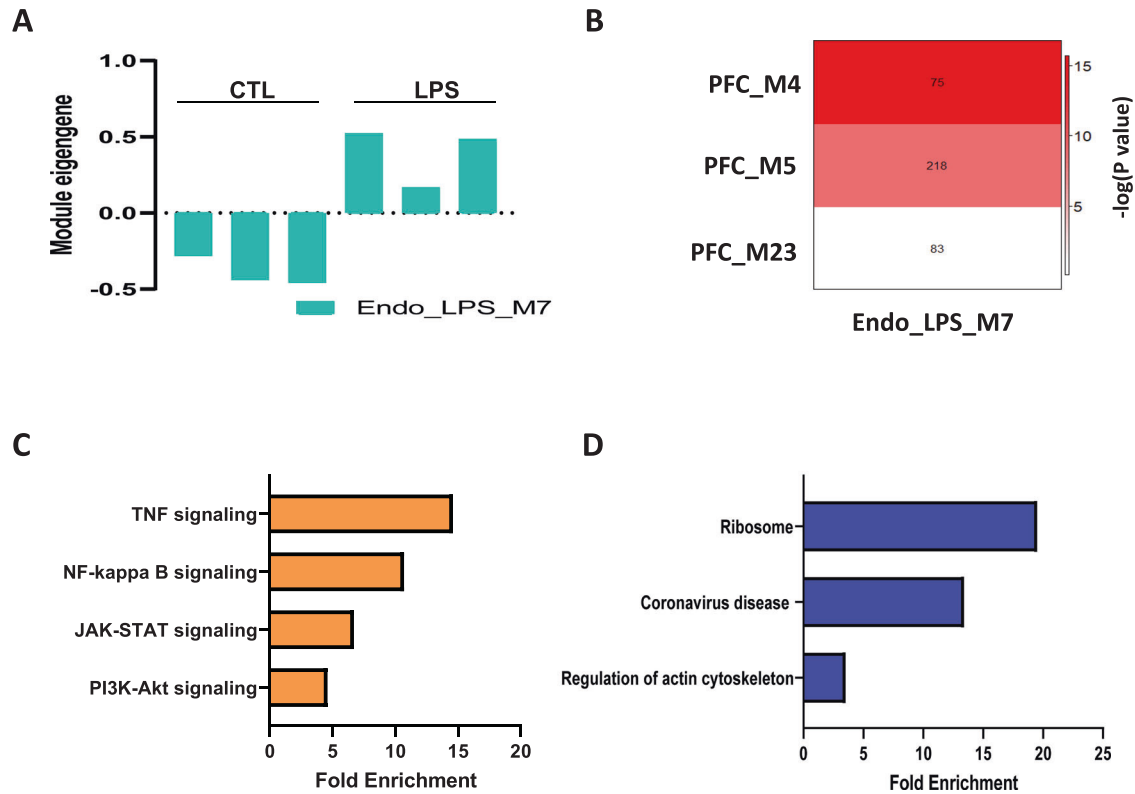 A
1.0
0.5
0.0
-0.5
Module eigengene
CTL
LPS
Endo_LPS_M7
B
PFC_M4
PFC_M5
PFC_M23
75
218
83
15
10
5
-log(P value)
Endo_LPS_M7
C
TNF signaling
NF-kappa B signaling
JAK-STAT signaling
PI3K-Akt signaling
0 5 10 15 20
Fold Enrichment
D
Ribosome
Coronavirus disease
Regulation of actin cytoskeleton
0 5 10 15 20 25
Fold Enrichment